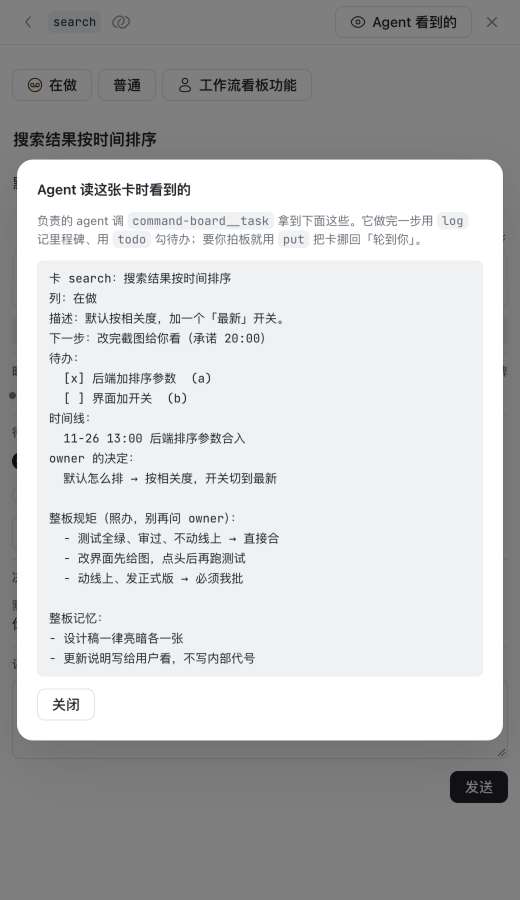 search
Agent 看到的
在做
普通
工作流看板功能
搜索结果按时间排序
Agent 读这张卡时看到的
负责的 agent 调 command-board__task 拿到下面这些。它做完一步用 log
记里程碑、用 todo 勾待办；要你拍板就用 put 把卡挪回「轮到你」。
卡 search: 搜索结果按时间排序
列: 在做
描述: 默认按相关度，加一个「最新」开关。
下一步: 改完截图给你看（承诺 20:00）
待办:
[x] 后端加排序参数 (a)
[ ] 界面加开关 (b)
时间线:
11-26 13:00 后端排序参数合入
owner 的决定:
默认怎么排 → 按相关度，开关切到最新
整板规矩（照办，别再问 owner）:
- 测试全绿、审过、不动线上 → 直接合
- 改界面先给图，点头后再跑测试
- 动线上、发正式版 → 必须我批
整板记忆:
- 设计稿一律亮暗各一张
- 更新说明写给用户看，不写内部代号
关闭
发送